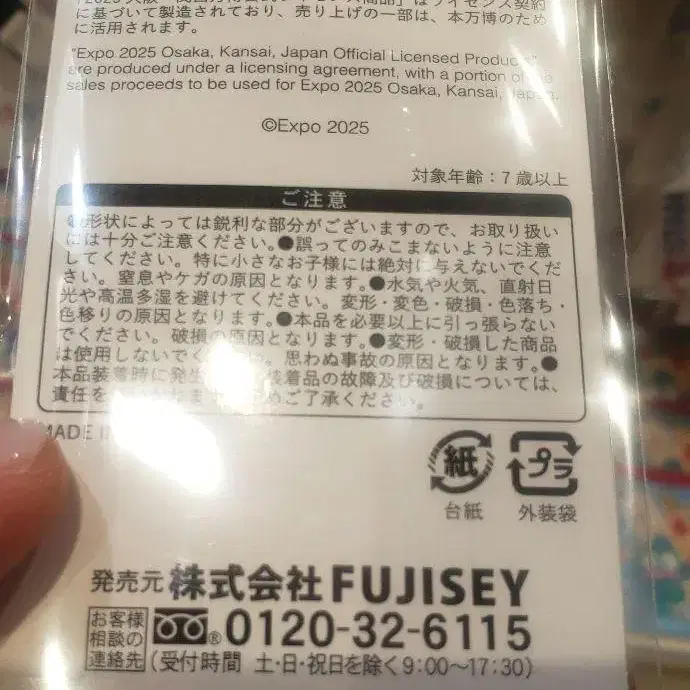 ライセンス契約
に基づいて製造されており、売り上げの一部は、本万博のため
に活用されます。
"Expo 2025 Osaka, Kansai, Japan Official Licensed Products"
are produced under a licensing agreement, with a portion of the
sales proceeds to be used for Expo 2025 Osaka, Kansai, Japan.
©Expo 2025
対象年齢：7歳以上
ご注意
●形状によっては鋭利な部分がございますので、お取り扱い
には十分ご注意ください。●誤ってのみこまないように注意
してください。特に小さなお子様には絶対に与えないでくだ
さい。窒息やケガの原因となります。●水気や火気、直射日
光や高温多湿を避けてください。変形・変色・破損・色落ち・
色移りの原因となります。●本品を必要以上に引っ張らない
でください。破損の原因となります。●変形・破損した商品
は使用しないでください。思わぬ事故の原因となります。●
本品装着時に発生 装着品の故障及び破損については、
責任を ご了承ください。
MADE IN
紙 プラ
台紙 外装袋
発売元 株式会社FUJISEY
お客様
相談の
連絡先
® 0120-32-6115
(受付時間 土・日・祝日を除く9:00～17:30)